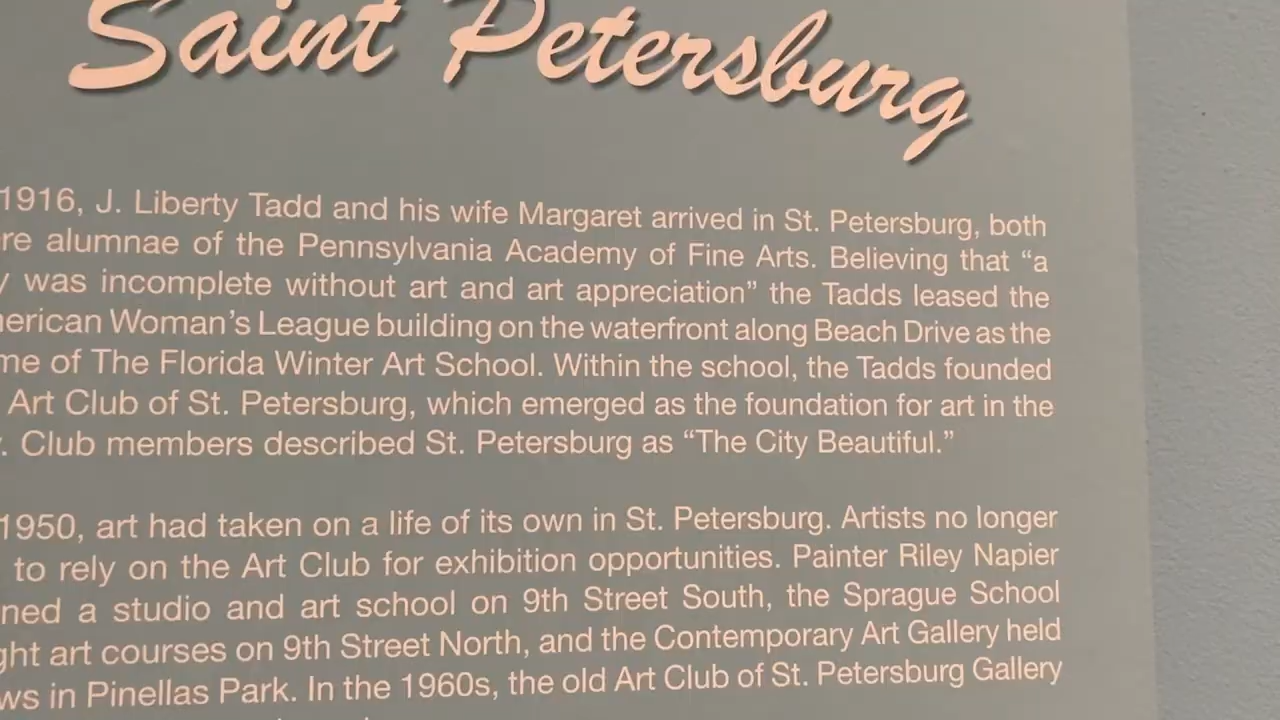 Saint Petersburg
1916, J. Liberty Tadd and his wife Margaret arrived in St. Petersburg, both
re alumnae of the Pennsylvania Academy of Fine Arts. Believing that “a
y was incomplete without art and art appreciation” the Tadds leased the
nerican Woman’s League building on the waterfront along Beach Drive as the
me of The Florida Winter Art School. Within the school, the Tadds founded
Art Club of St. Petersburg, which emerged as the foundation for art in the
. Club members described St. Petersburg as “The City Beautiful.”
1950, art had taken on a life of its own in St. Petersburg. Artists no longer
to rely on the Art Club for exhibition opportunities. Painter Riley Napier
ned a studio and art school on 9th Street South, the Sprague School
ght art courses on 9th Street North, and the Contemporary Art Gallery held
ws in Pinellas Park. In the 1960s, the old Art Club of St. Petersburg Gallery